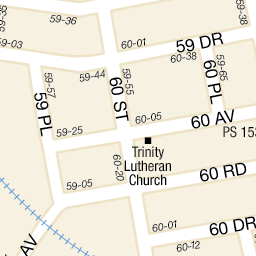 59-36
59-03
60-01
59 DR
60-38
59-44
59-55
59-65
60 PL
59-57
59 PL
60 ST
60-05
60 AV
PS 153
59-25
Trinity
Lutheran
Church
60-20
60 RD
59-05
60-01
60 DR
AV
60-12